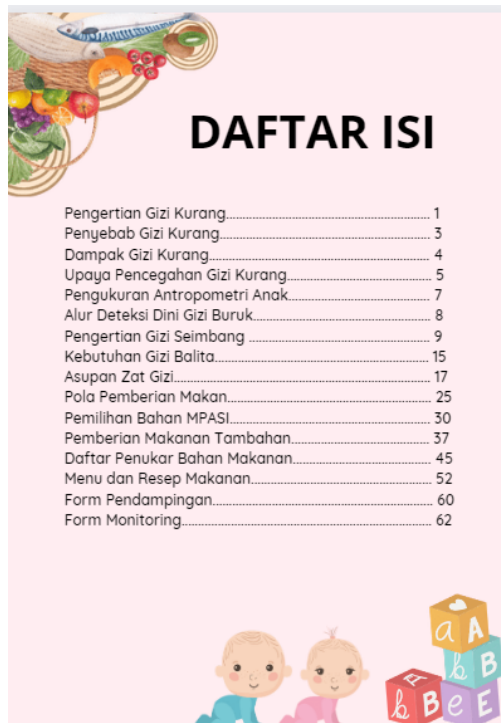 DAFTAR ISI
Pengertian Gizi Kurang.......................................................................... 1
Penyebab Gizi Kurang............................................................................ 3
Dampak Gizi Kurang................................................................................ 4
Upaya Pencegahan Gizi Kurang.................................................... 5
Pengukuran Antropometri Anak................................................... 7
Alur Deteksi Dini Gizi Buruk................................................................ 8
Pengertian Gizi Seimbang ................................................................. 9
Kebutuhan Gizi Balita.............................................................................. 15
Asupan Zat Gizi............................................................................................. 17
Pola Pemberian Makan......................................................................... 25
Pemilihan Bahan MPASI........................................................................ 30
Pemberian Makanan Tambahan.................................................. 37
Daftar Penukar Bahan Makanan.................................................. 45
Menu dan Resep Makanan................................................................. 52
Form Pendampingan............................................................................... 60
Form Monitoring.......................................................................................... 62
a A
b B
A
b B e E